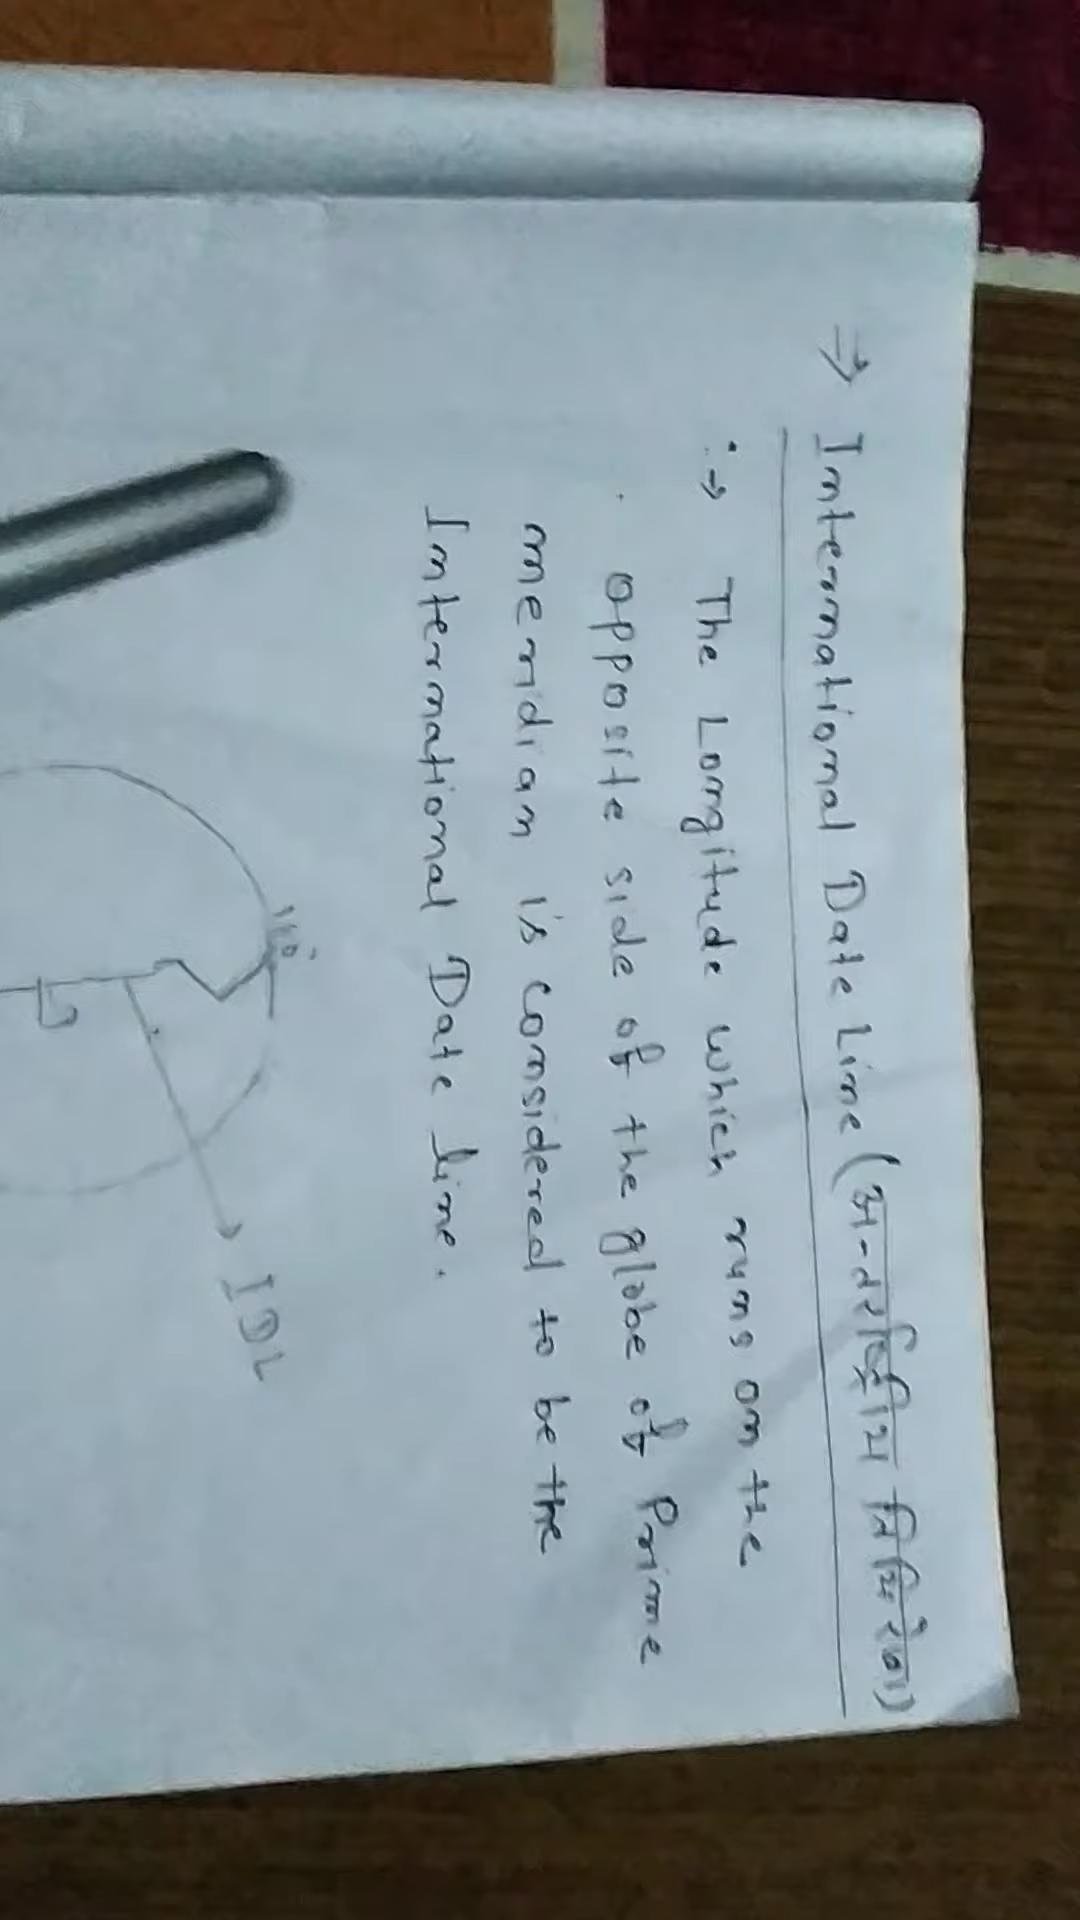 → International Date Line (अन्तर्राष्ट्रीय तिथि रेखा)
:→ The Longitude which runs on the
opposite side of the globe of Prime
meridian is considered to be the
International Date line.
IDL